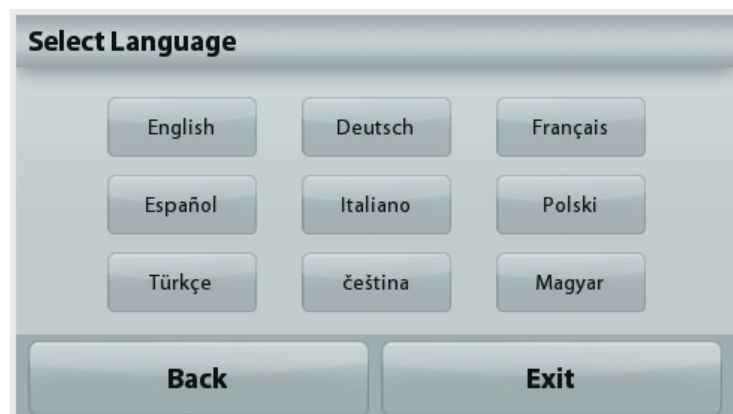 Select Language
English Deutsch Français
Español Italiano Polski
Türkçe čeština Magyar
Back Exit